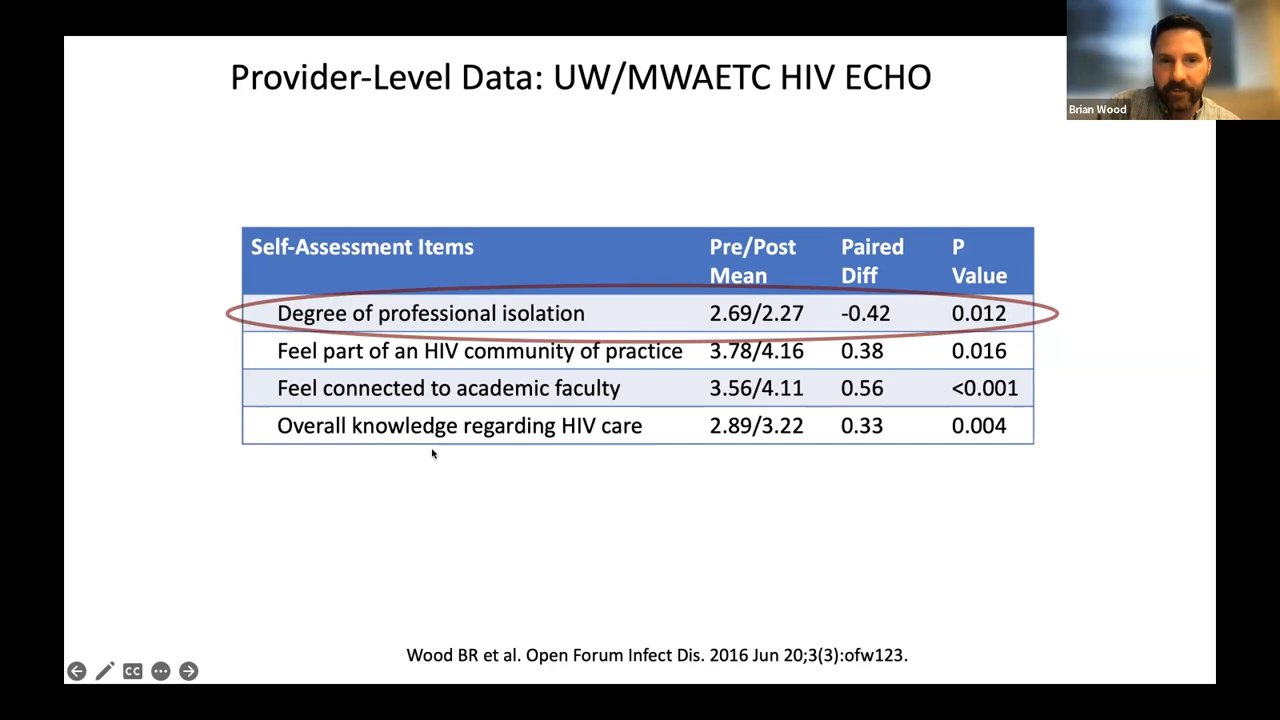 Provider-Level Data: UW/MWAETC HIV ECHO
Brian Wood
Self-Assessment Items Pre/Post Mean Paired Diff P Value
Degree of professional isolation 2.69/2.27 -0.42 0.012
Feel part of an HIV community of practice 3.78/4.16 0.38 0.016
Feel connected to academic faculty 3.56/4.11 0.56 <0.001
Overall knowledge regarding HIV care 2.89/3.22 0.33 0.004
Wood BR et al. Open Forum Infect Dis. 2016 Jun 20;3(3):ofw123.
CC